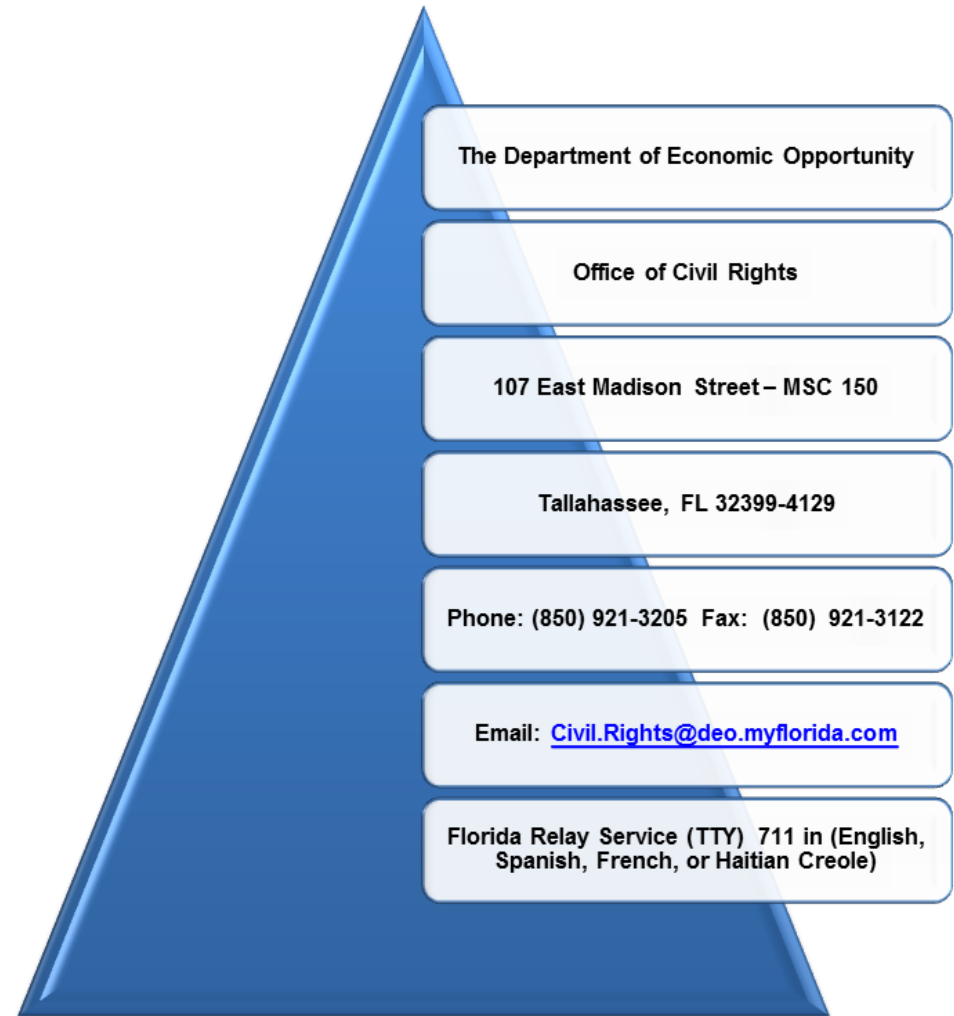 The Department of Economic Opportunity
Office of Civil Rights
107 East Madison Street – MSC 150
Tallahassee, FL 32399-4129
Phone: (850) 921-3205 Fax: (850) 921-3122
Email: Civil.Rights@deo.myflorida.com
Florida Relay Service (TTY) 711 in (English,
Spanish, French, or Haitian Creole)